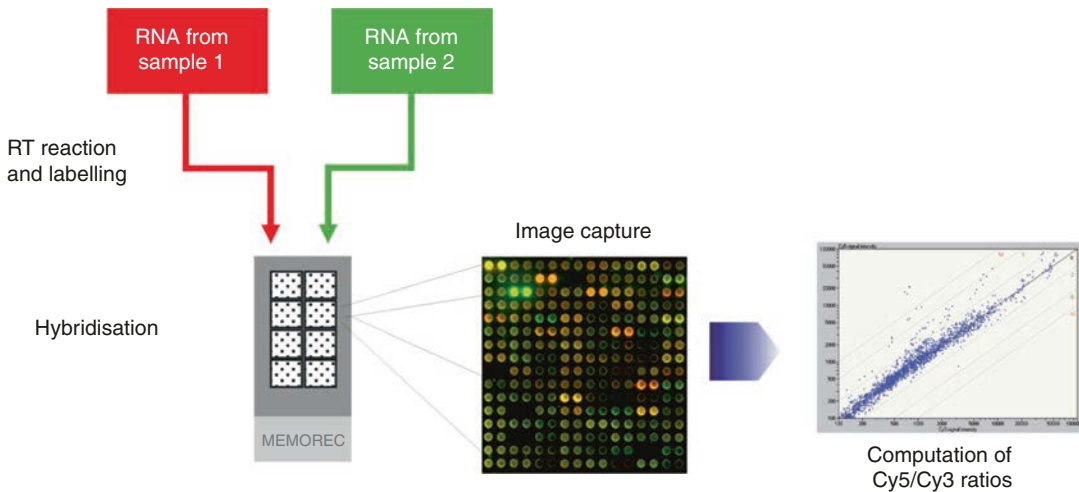 RNA from
sample 1
RNA from
sample 2
RT reaction
and labelling
Hybridisation
MEMOREC
Image capture
Computation of
Cy5/Cy3 ratios